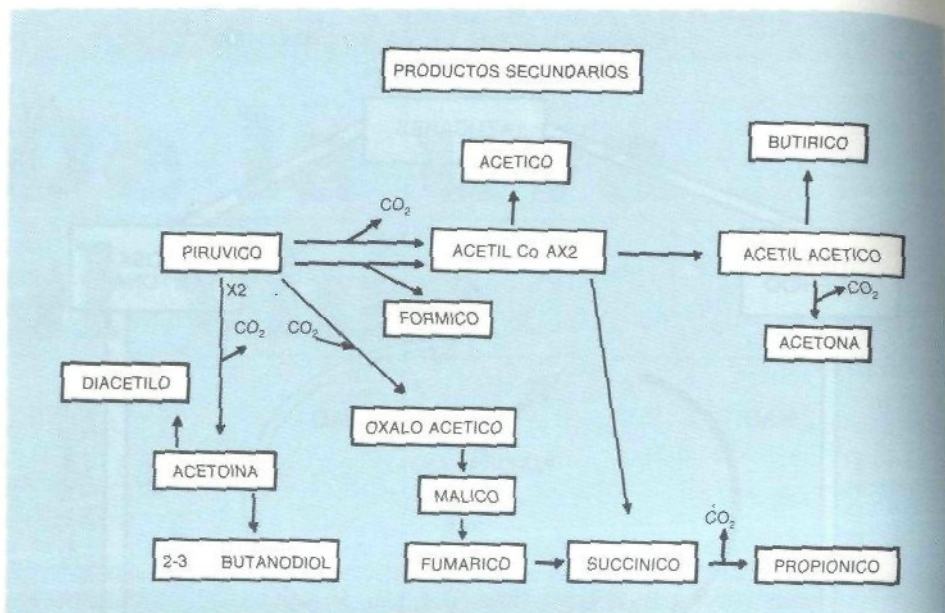 PRODUCTOS SECUNDARIOS
BUTIRICO
ACETICO
CO₂
PIRUVICO
ACETIL Co AX2
ACETIL ACETICO
X2
FORMICO
CO₂
CO₂
CO₂
ACETONA
DIACETILO
OXALO ACETICO
ACETOINA
MALICO
CO₂
2-3 BUTANODIOL
FUMARICO
SUCCINICO
PROPIONICO